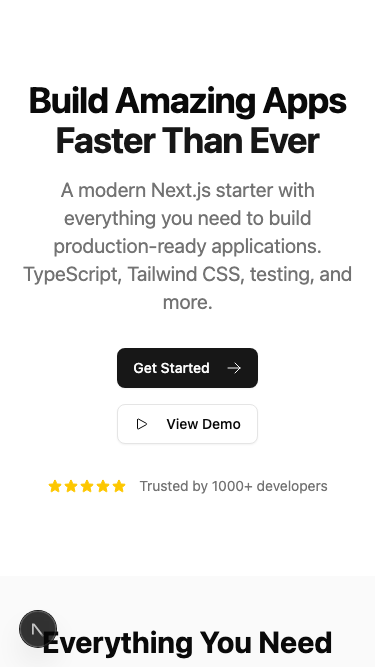 Build Amazing Apps
Faster Than Ever
A modern Next.js starter with
everything you need to build
production-ready applications.
TypeScript, Tailwind CSS, testing, and
more.
Get Started
View Demo
Trusted by 1000+ developers
Everything You Need